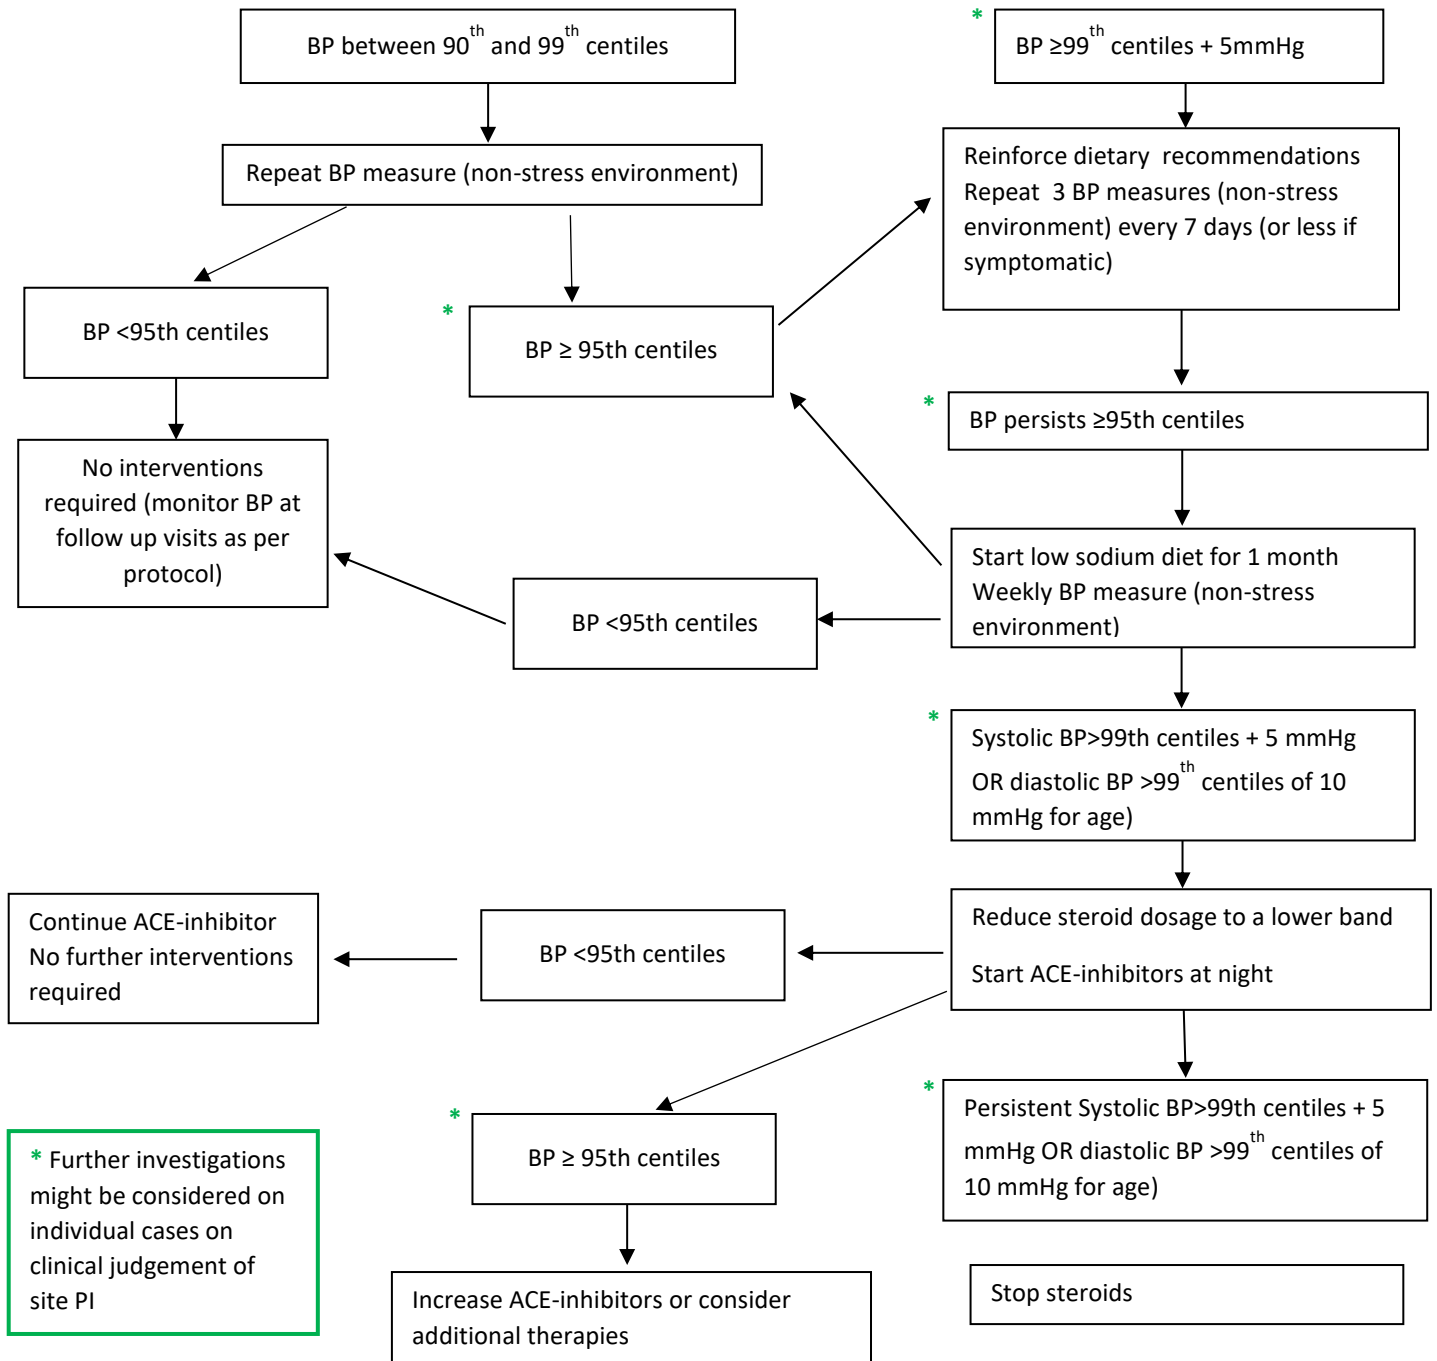 BP between 90th and 99th centiles
* BP ≥99th centiles + 5mmHg
Repeat BP measure (non-stress environment)
Reinforce dietary  recommendations
Repeat  3 BP measures (non-stress
environment) every 7 days (or less if
symptomatic)
BP <95th centiles
* BP ≥ 95th centiles
* BP persists ≥95th centiles
No interventions
required (monitor BP at
follow up visits as per
protocol)
Start low sodium diet for 1 month
Weekly BP measure (non-stress
environment)
BP <95th centiles
* Systolic BP>99th centiles + 5 mmHg
OR diastolic BP >99th centiles of 10
mmHg for age)
Reduce steroid dosage to a lower band
Start ACE-inhibitors at night
BP <95th centiles
Continue ACE-inhibitor
No further interventions
required
* Persistent Systolic BP>99th centiles + 5
mmHg OR diastolic BP >99th centiles of
10 mmHg for age)
* BP ≥ 95th centiles
* Further investigations
might be considered on
individual cases on
clinical judgement of
site PI
Stop steroids
Increase ACE-inhibitors or consider
additional therapies